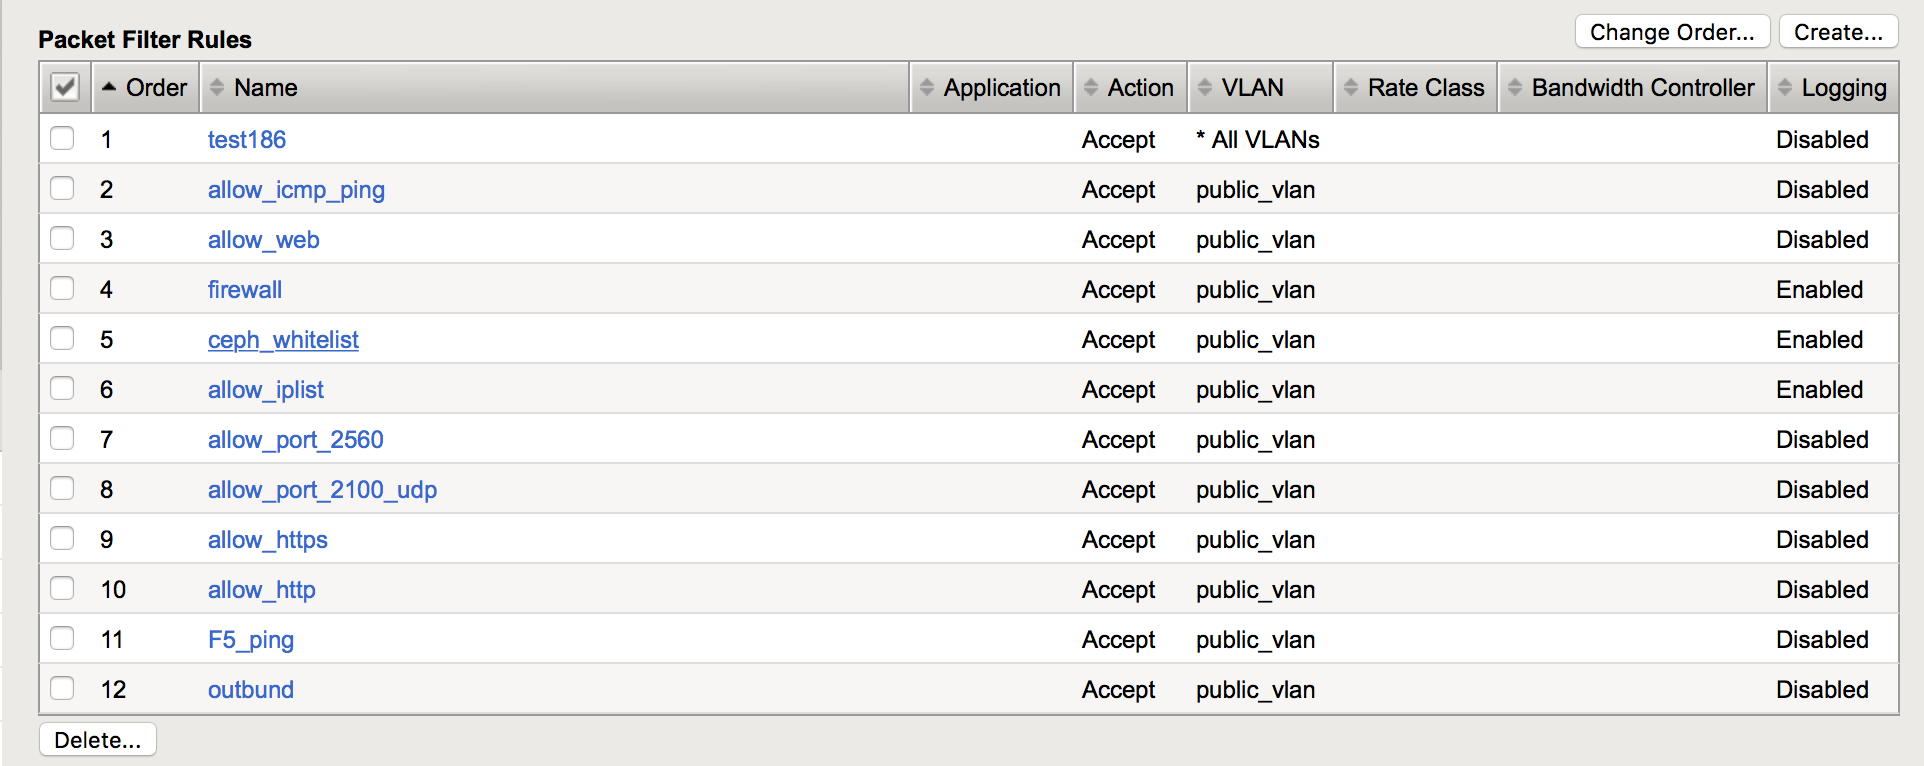 Packet Filter Rules
Change Order... Create...
Order Name Application Action VLAN Rate Class Bandwidth Controller Logging
1 test186 Accept * All VLANs Disabled
2 allow_icmp_ping Accept public_vlan Disabled
3 allow_web Accept public_vlan Disabled
4 firewall Accept public_vlan Enabled
5 ceph_whitelist Accept public_vlan Enabled
6 allow_iplist Accept public_vlan Enabled
7 allow_port_2560 Accept public_vlan Disabled
8 allow_port_2100_udp Accept public_vlan Disabled
9 allow_https Accept public_vlan Disabled
10 allow_http Accept public_vlan Disabled
11 F5_ping Accept public_vlan Disabled
12 outbund Accept public_vlan Disabled
Delete...